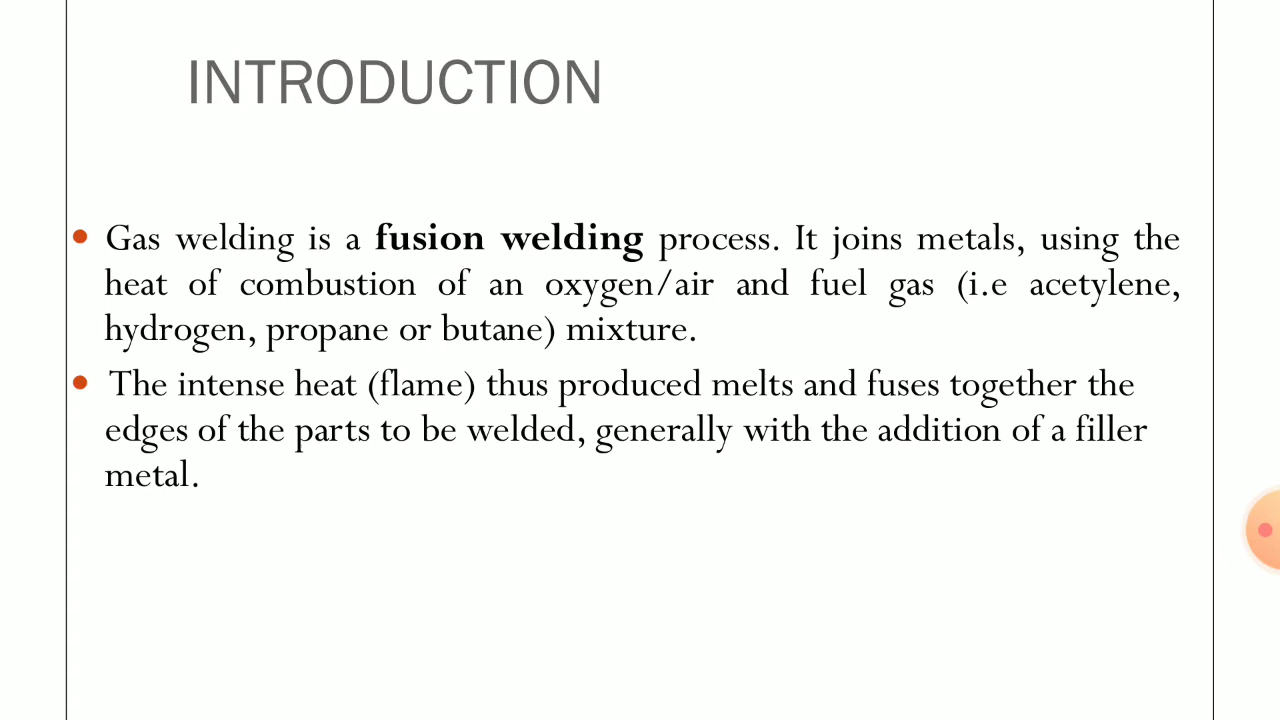 INTRODUCTION
• Gas welding is a fusion welding process. It joins metals, using the
heat of combustion of an oxygen/air and fuel gas (i.e acetylene,
hydrogen, propane or butane) mixture.
• The intense heat (flame) thus produced melts and fuses together the
edges of the parts to be welded, generally with the addition of a filler
metal.